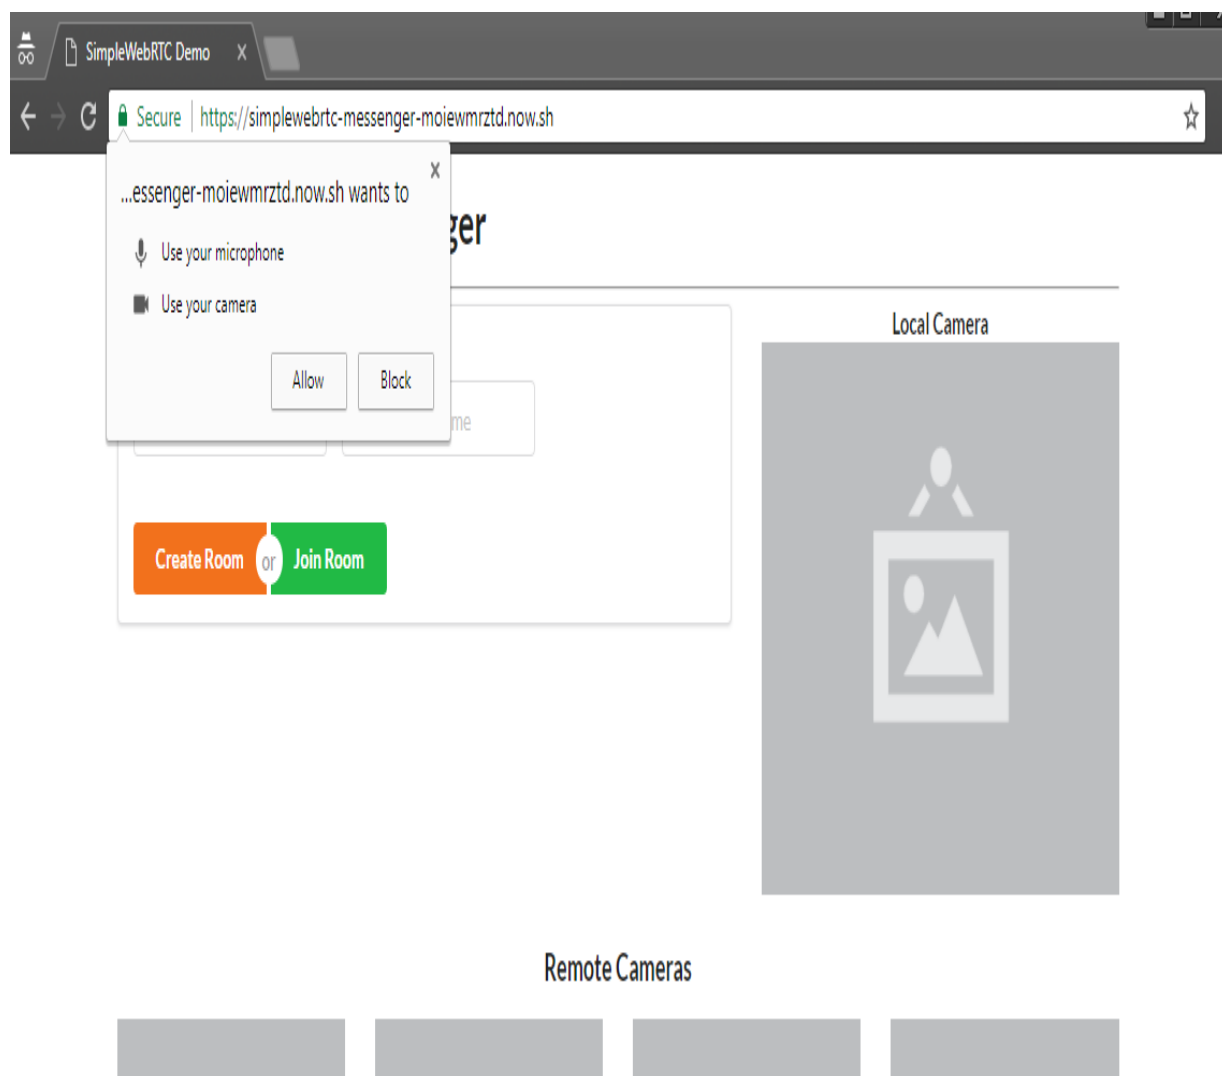 SimpleWebRTC Demo
Secure https://simplewebrtc-messenger-moiewmrztd.now.sh
...essenger-moiewmrztd.now.sh wants to
Use your microphone
Use your camera
Allow Block
ger
me
Local Camera
Create Room or Join Room
Remote Cameras